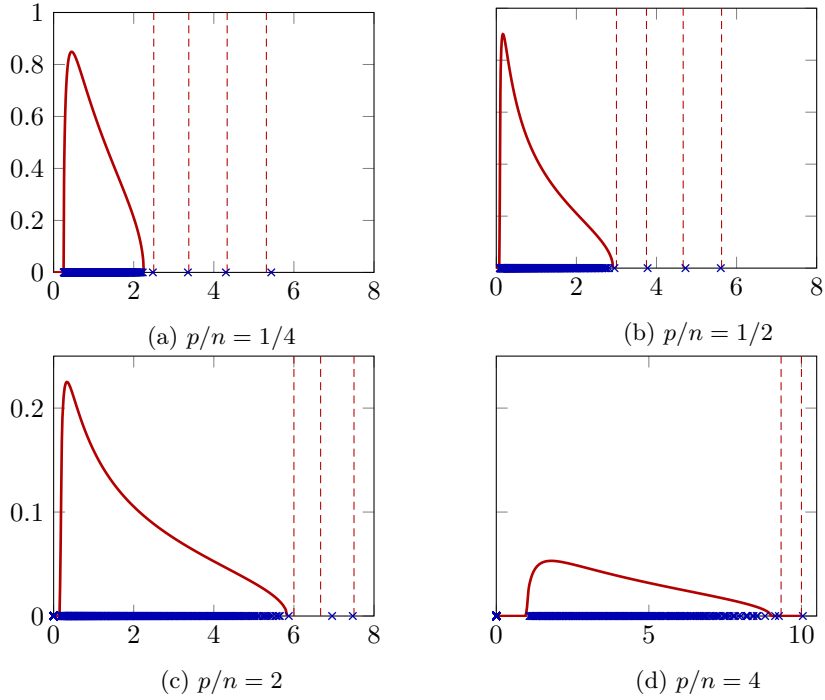 1
0.8
0.6
0.4
0.2
0
0 2 4 6 8
(a) p/n = 1/4
0 2 4 6 8
(b) p/n = 1/2
0.2
0.1
0
0 2 4 6 8
(c) p/n = 2
0 5 10
(d) p/n = 4